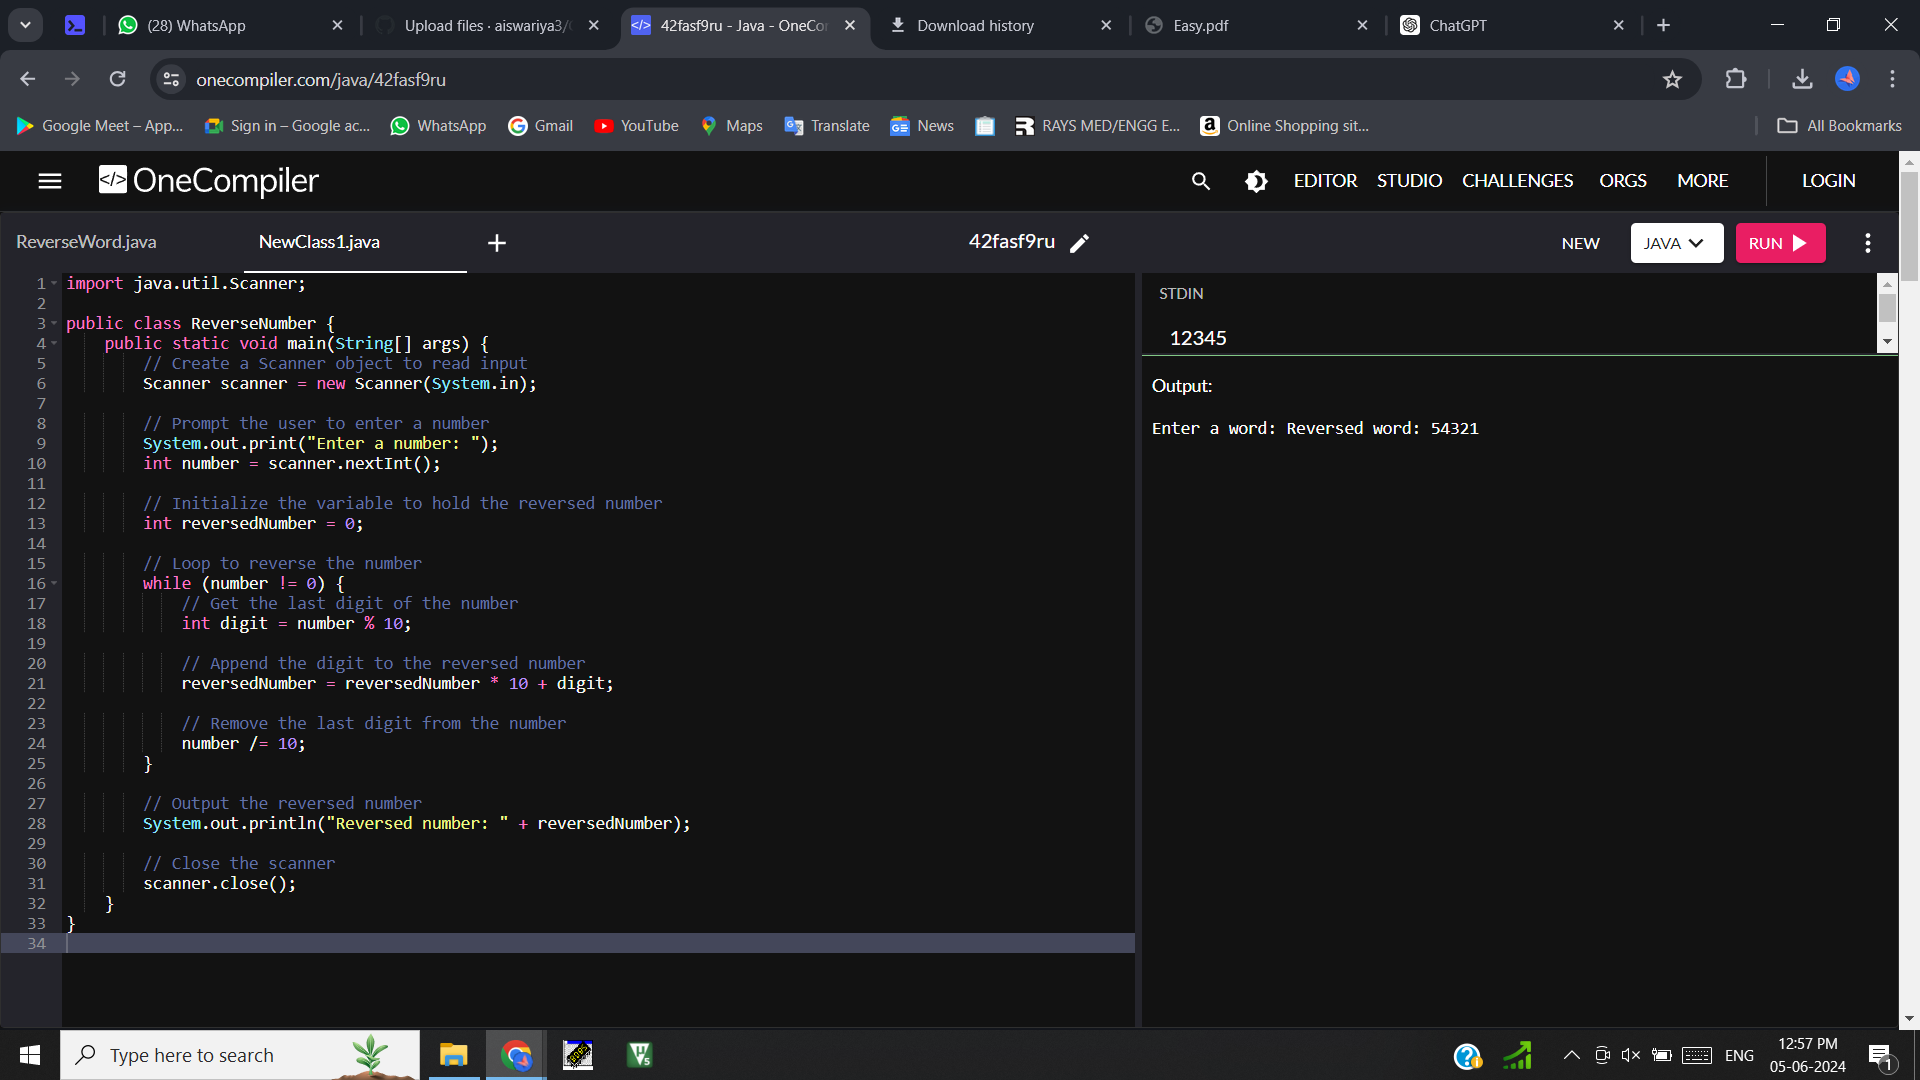 (28) WhatsApp
Upload files · aiswariya3/
42fasf9ru - Java - OneCo
Download history
Easy.pdf
ChatGPT
onecompiler.com/java/42fasf9ru
Google Meet – App...
Sign in – Google ac...
WhatsApp
Gmail
YouTube
Maps
Translate
News
RAYS MED/ENGG E...
Online Shopping sit...
All Bookmarks
OneCompiler
EDITOR
STUDIO
CHALLENGES
ORGS
MORE
LOGIN
ReverseWord.java
NewClass1.java
42fasf9ru
NEW
JAVA
RUN
1 import java.util.Scanner;
2
3 public class ReverseNumber {
4 public static void main(String[] args) {
5 // Create a Scanner object to read input
6 Scanner scanner = new Scanner(System.in);
7
8 // Prompt the user to enter a number
9 System.out.print("Enter a number: ");
10 int number = scanner.nextInt();
11
12 // Initialize the variable to hold the reversed number
13 int reversedNumber = 0;
14
15 // Loop to reverse the number
16 while (number != 0) {
17 // Get the last digit of the number
18 int digit = number % 10;
19
20 // Append the digit to the reversed number
21 reversedNumber = reversedNumber * 10 + digit;
22
23 // Remove the last digit from the number
24 number /= 10;
25 }
26
27 // Output the reversed number
28 System.out.println("Reversed number: " + reversedNumber);
29
30 // Close the scanner
31 scanner.close();
32 }
33 }
34
STDIN
12345
Output:
Enter a word: Reversed word: 54321
Type here to search
ENG
12:57 PM
05-06-2024
1